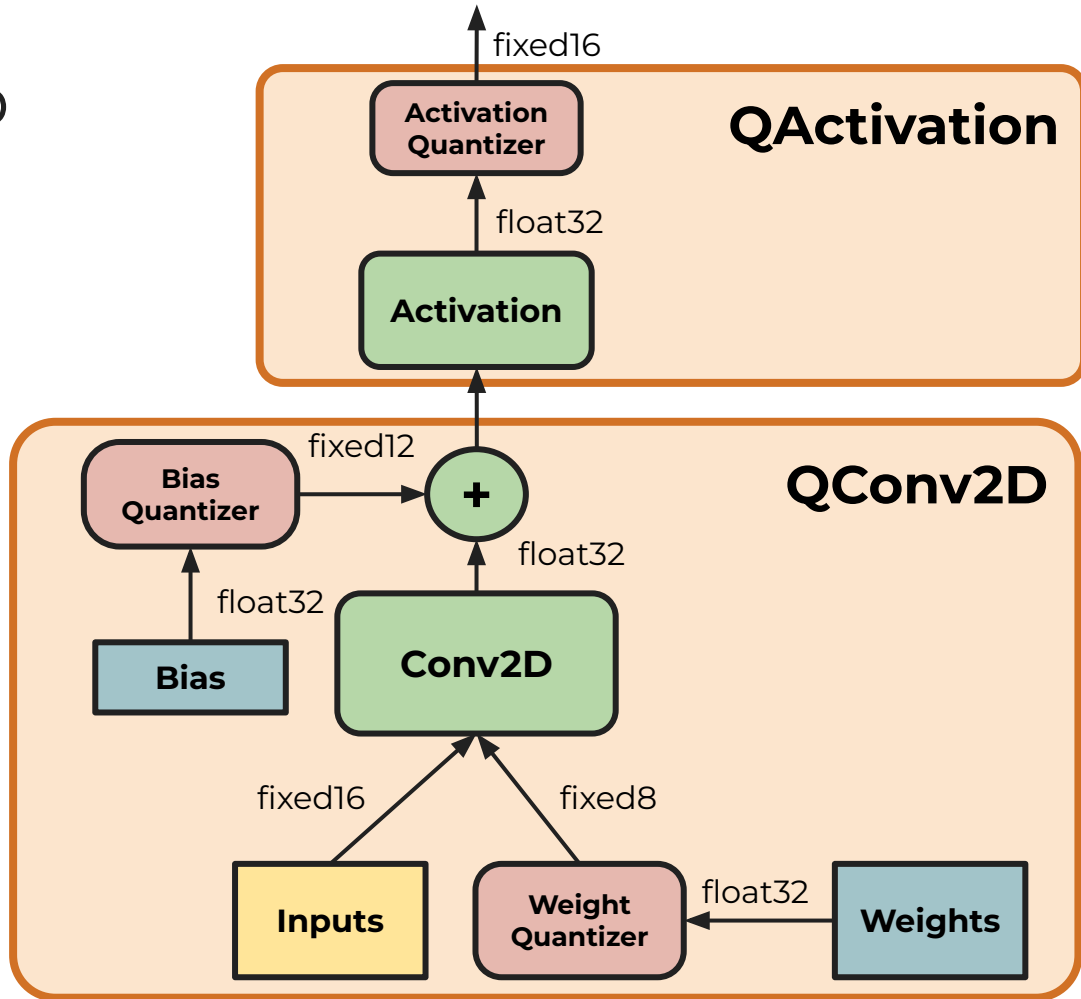 fixed16
Activation
Quantizer
QActivation
float32
Activation
fixed12
Bias
Quantizer
+
QConv2D
float32
float32
Conv2D
Bias
fixed16
fixed8
Inputs
Weight
Quantizer
float32
Weights